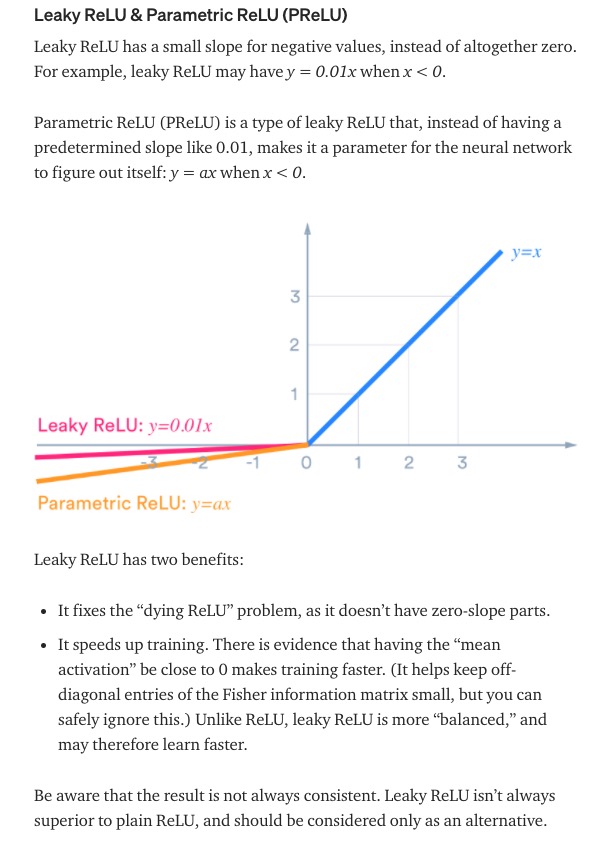 Leaky ReLU & Parametric ReLU (PReLU)
Leaky ReLU has a small slope for negative values, instead of altogether zero.
For example, leaky ReLU may have y = 0.01x when x < 0.
Parametric ReLU (PReLU) is a type of leaky ReLU that, instead of having a
predetermined slope like 0.01, makes it a parameter for the neural network
to figure out itself: y = ax when x < 0.
y=x
3
2
1
Leaky ReLU: y=0.01x
-3 -2 -1 0 1 2 3
Parametric ReLU: y=ax
Leaky ReLU has two benefits:
• It fixes the “dying ReLU” problem, as it doesn’t have zero-slope parts.
• It speeds up training. There is evidence that having the “mean
activation” be close to 0 makes training faster. (It helps keep off-
diagonal entries of the Fisher information matrix small, but you can
safely ignore this.) Unlike ReLU, leaky ReLU is more “balanced,” and
may therefore learn faster.
Be aware that the result is not always consistent. Leaky ReLU isn’t always
superior to plain ReLU, and should be considered only as an alternative.